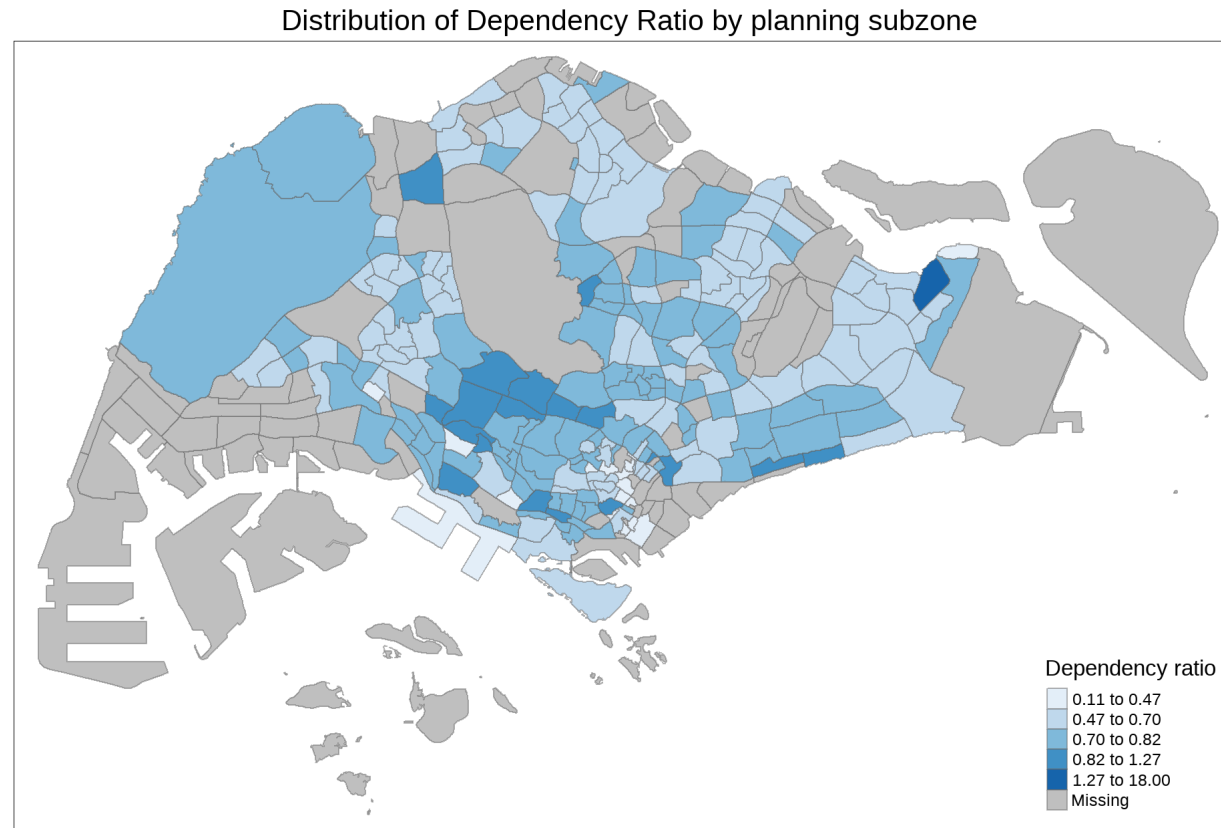 Distribution of Dependency Ratio by planning subzone
Dependency ratio
0.11 to 0.47
0.47 to 0.70
0.70 to 0.82
0.82 to 1.27
1.27 to 18.00
Missing